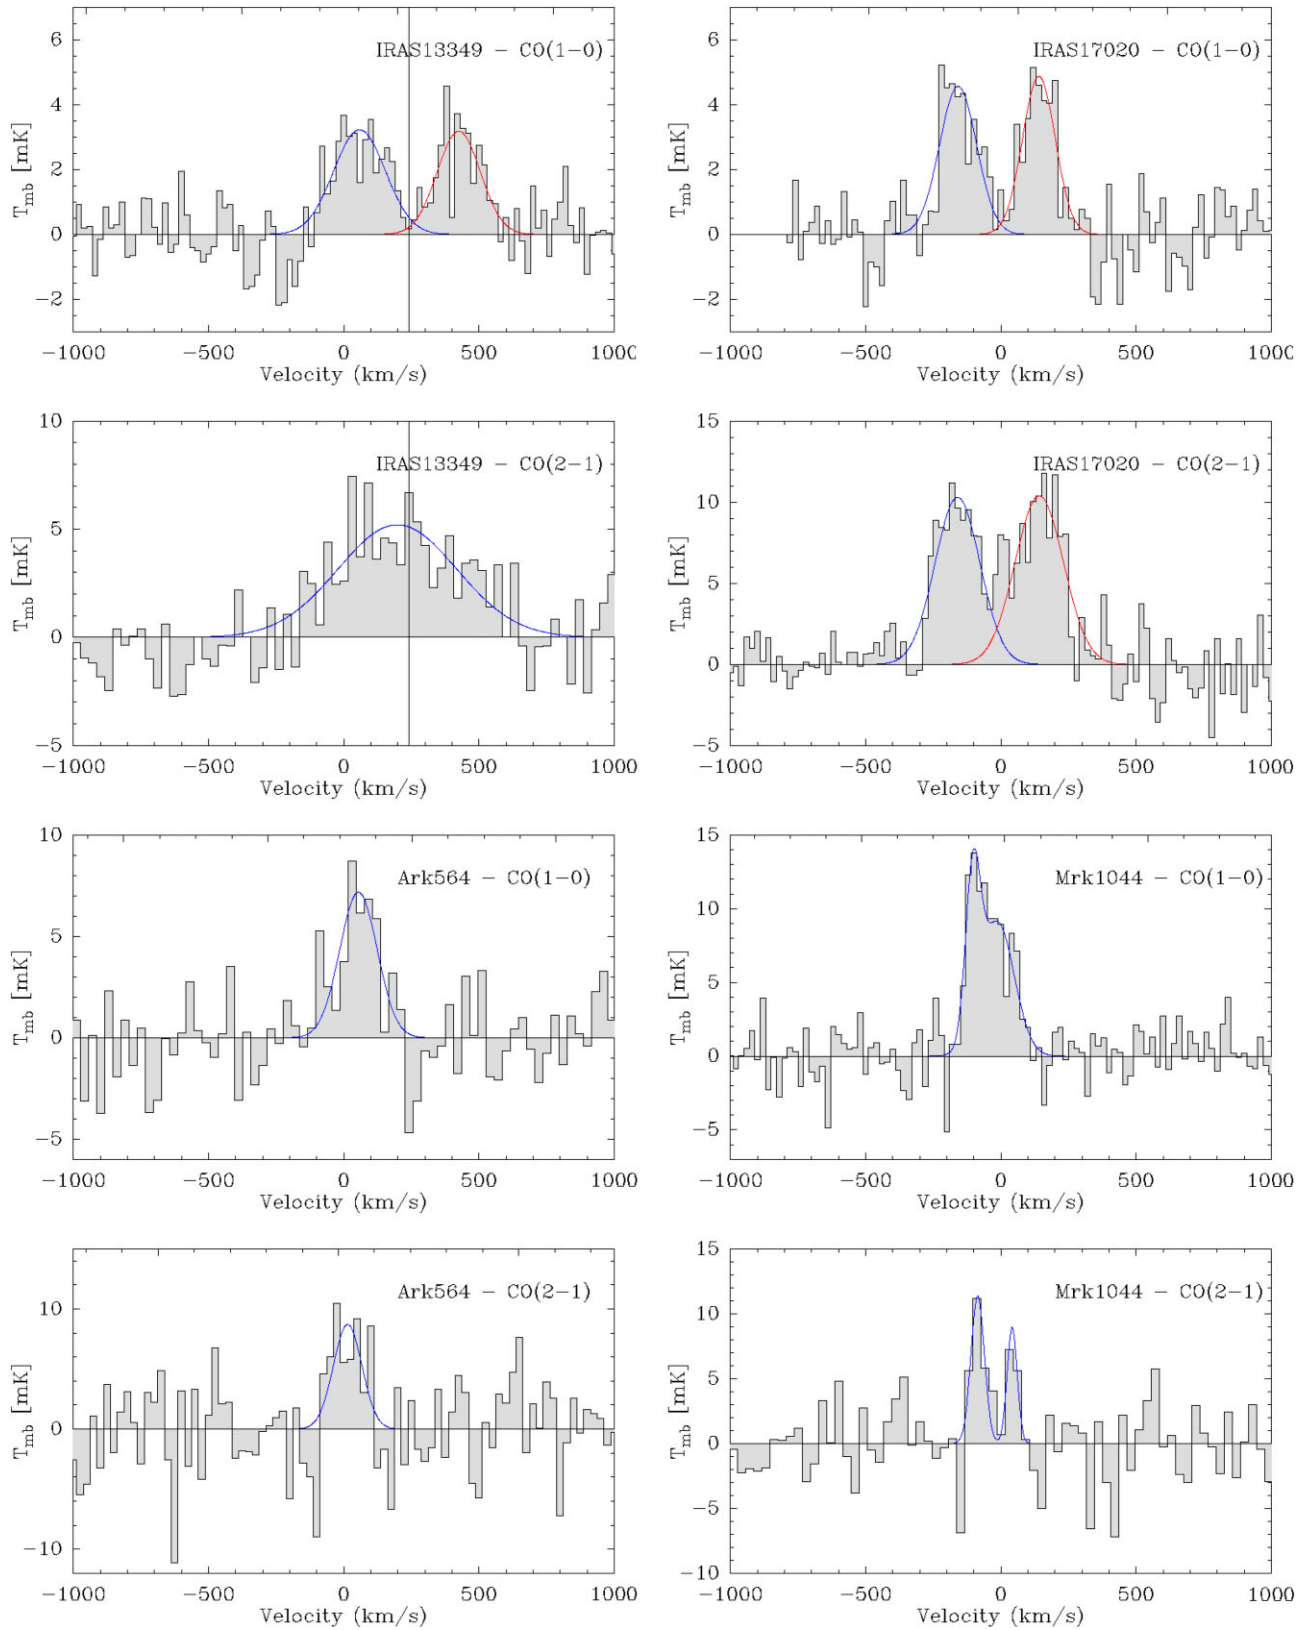 IRAS13349 − CO(1−0)
6
4
2
0
−2
T_mb [mK]
−1000 −500 0 500 1000
Velocity (km/s)
IRAS17020 − CO(1−0)
6
4
2
0
−2
T_mb [mK]
−1000 −500 0 500 1000
Velocity (km/s)
IRAS13349 − CO(2−1)
10
5
0
−5
T_mb [mK]
−1000 −500 0 500 1000
Velocity (km/s)
IRAS17020 − CO(2−1)
15
10
5
0
−5
T_mb [mK]
−1000 −500 0 500 1000
Velocity (km/s)
Ark564 − CO(1−0)
10
5
0
−5
T_mb [mK]
−1000 −500 0 500 1000
Velocity (km/s)
Mrk1044 − CO(1−0)
15
10
5
0
−5
T_mb [mK]
−1000 −500 0 500 1000
Velocity (km/s)
Ark564 − CO(2−1)
10
0
−10
T_mb [mK]
−1000 −500 0 500 1000
Velocity (km/s)
Mrk1044 − CO(2−1)
15
10
5
0
−5
−10
T_mb [mK]
−1000 −500 0 500 1000
Velocity (km/s)